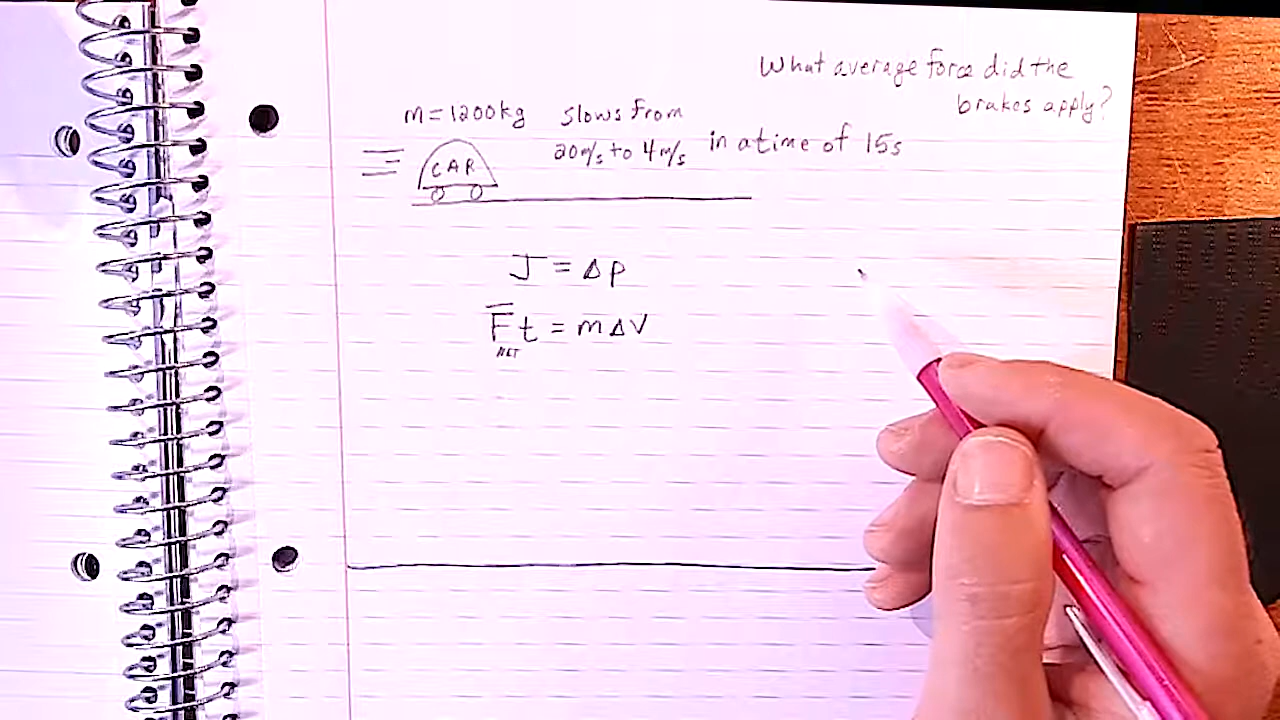 What average force did the
brakes apply?
m = 1200kg slows from
20m/s to 4m/s in a time of 15s
CAR
J = Δp
F̅t = mΔV
NET